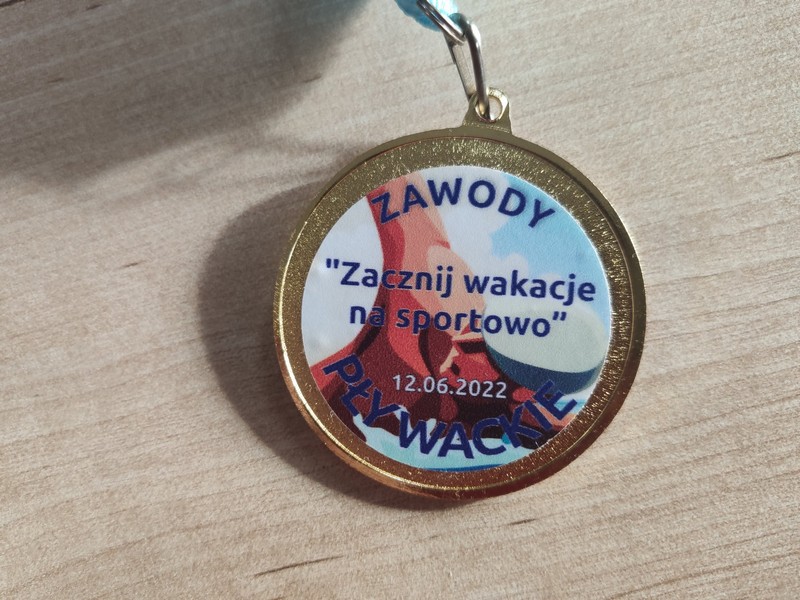 ZAWODY
"Zacznij wakacje
na sportowo"
12.06.2022
PŁYWACKIE